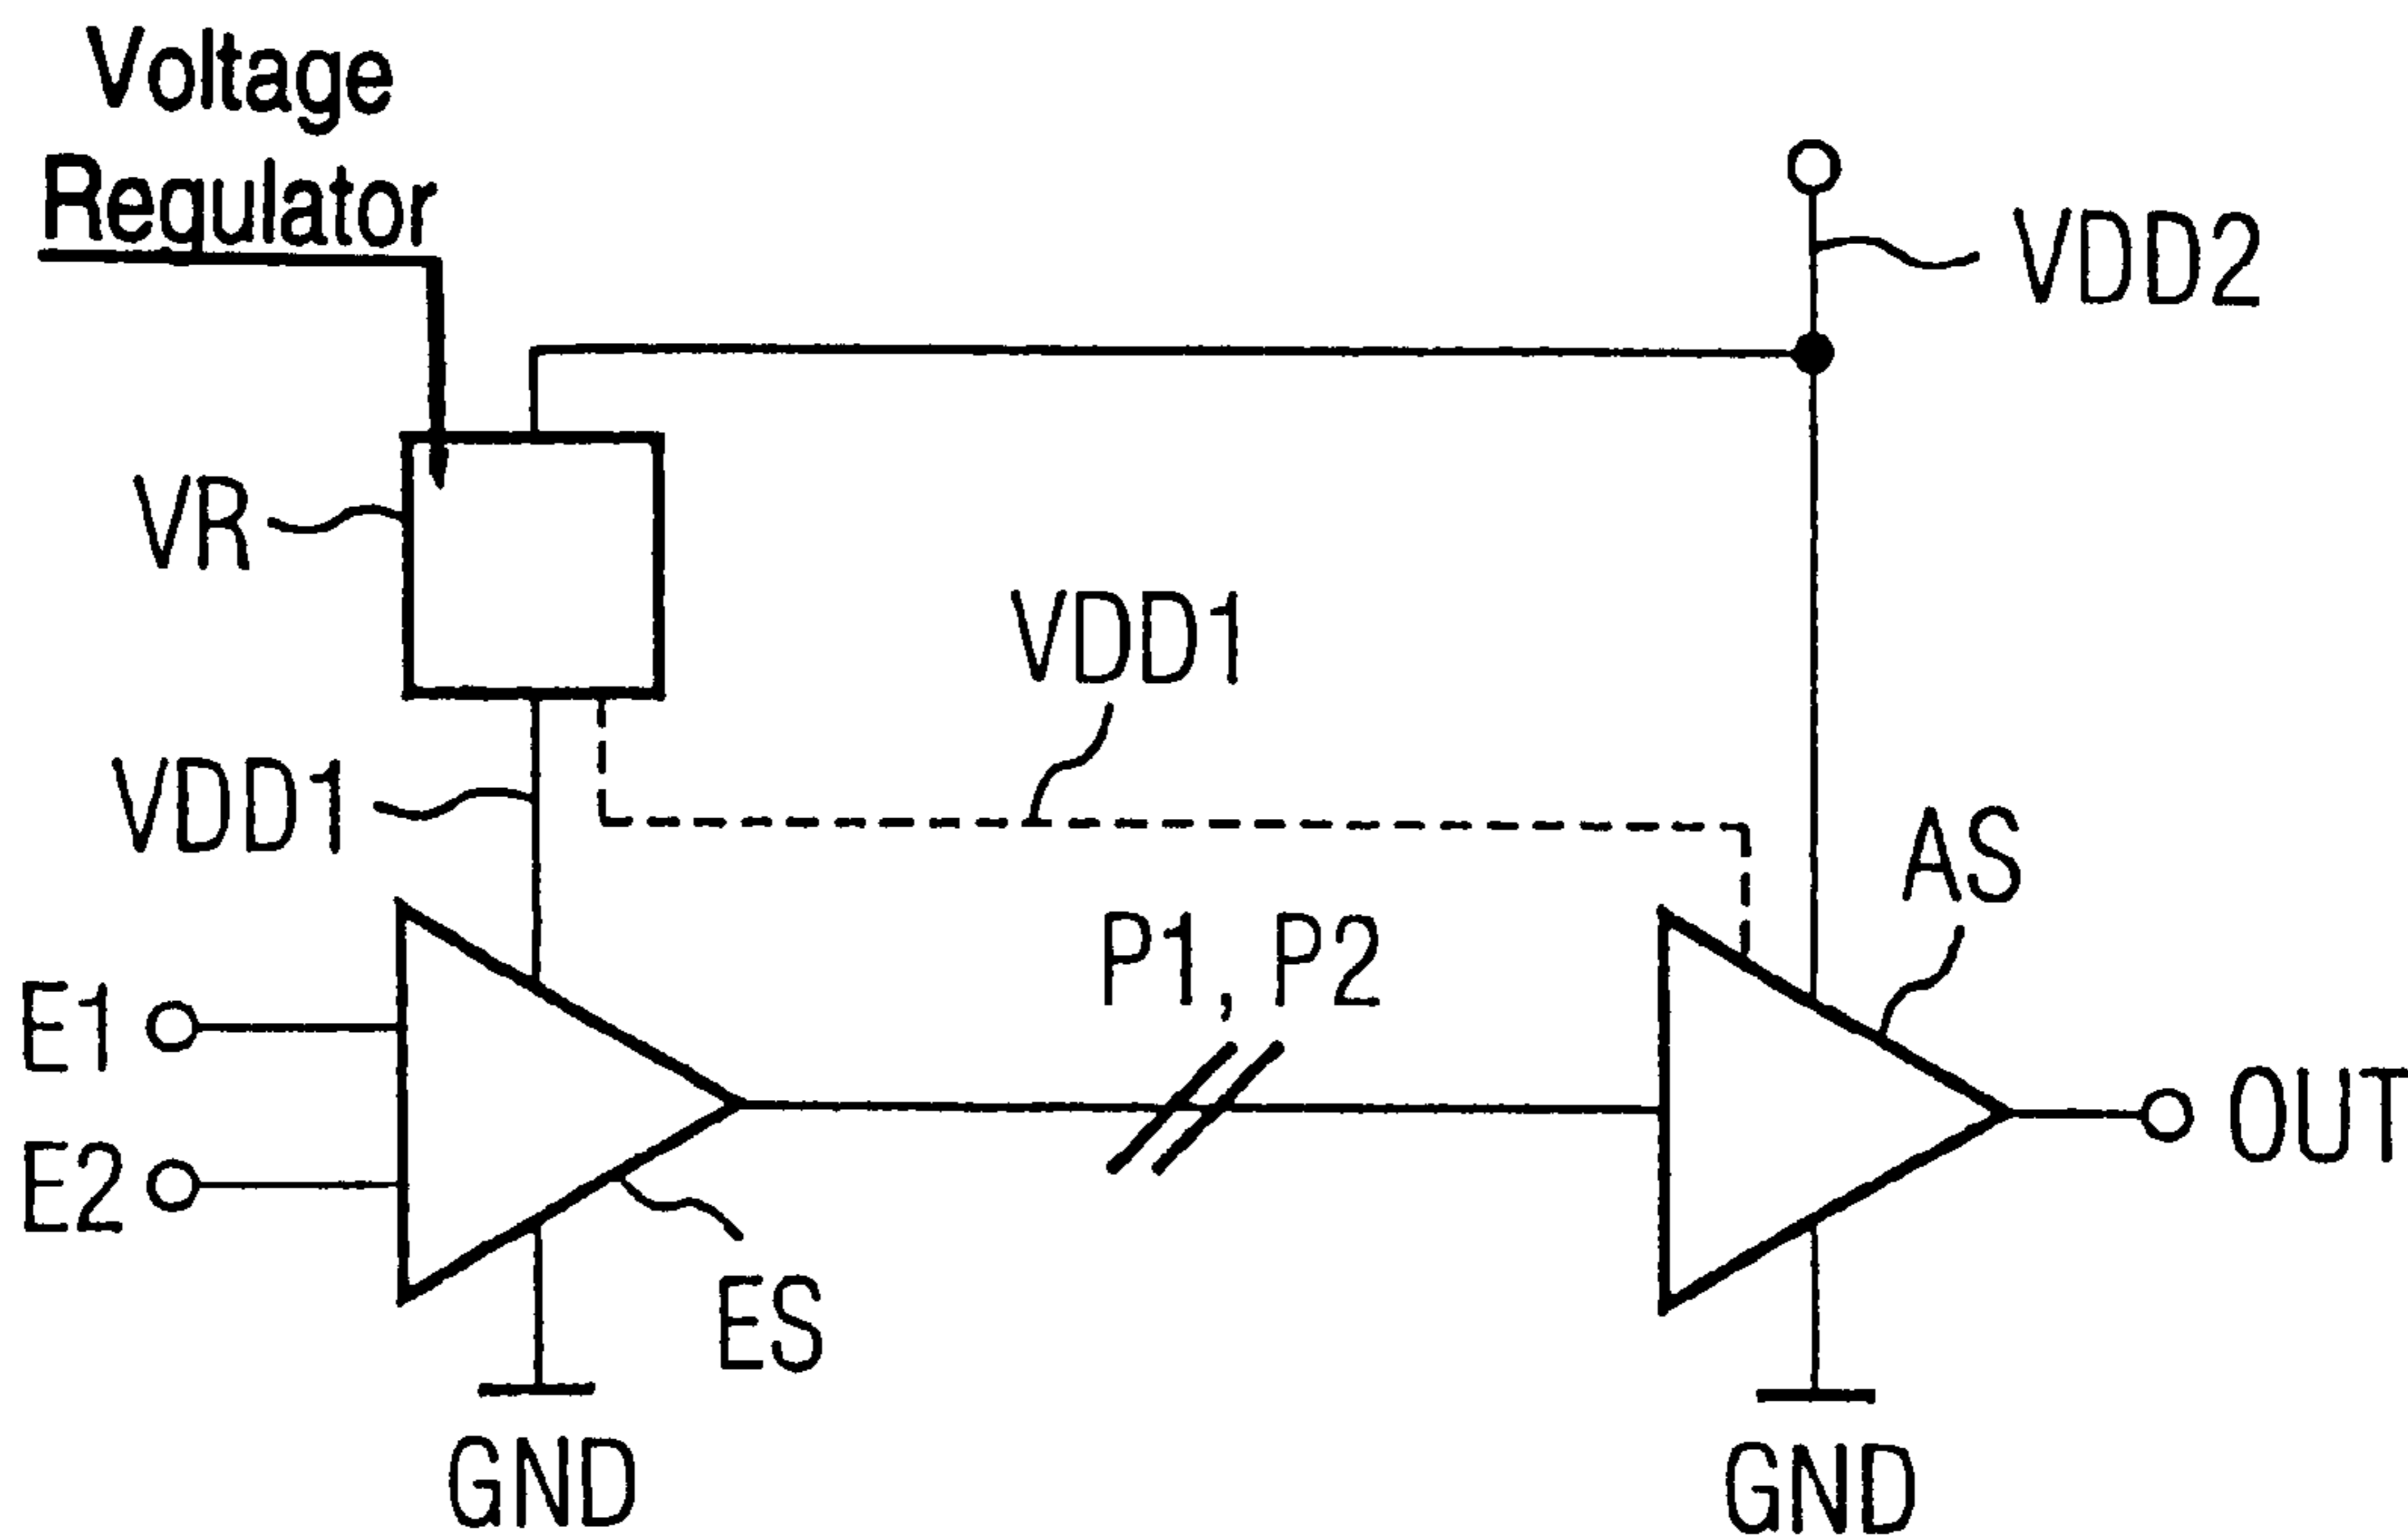 Voltage
Regulator
VDD2
VR
VDD1
VDD1
AS
P1, P2
E1
E2
OUT
ES
GND
GND